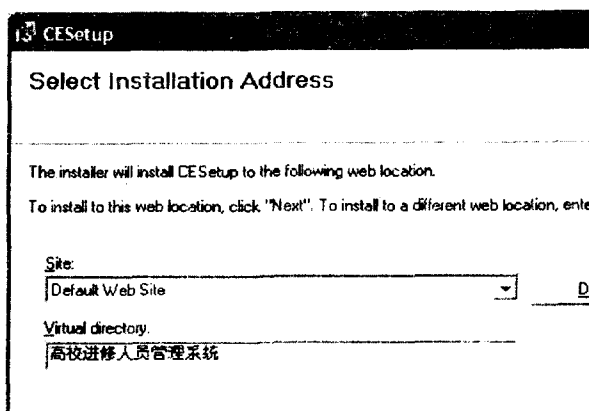 CESetup
Select Installation Address
The installer will install CESetup to the following web location.
To install to this web location, click "Next". To install to a different web location, ente
Site:
Default Web Site
D
Virtual directory.
高校进修人员管理系统